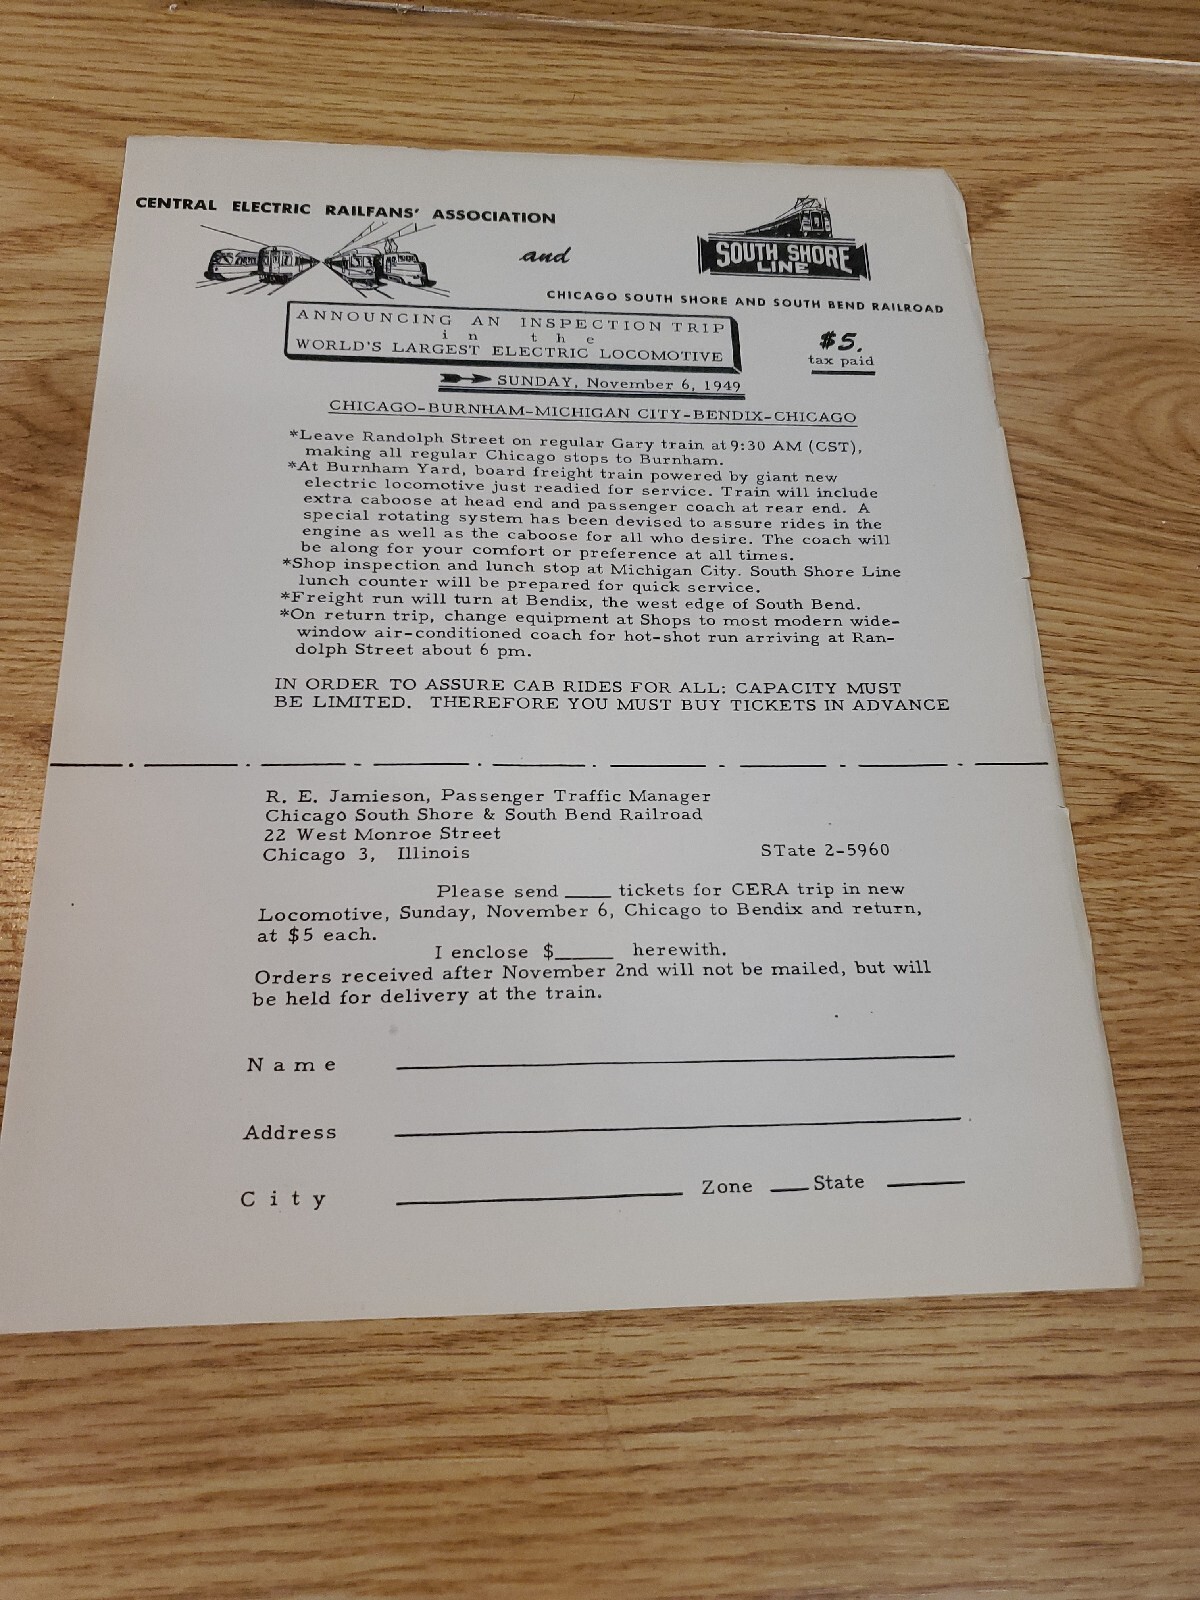 CENTRAL ELECTRIC RAILFANS' ASSOCIATION
and
SOUTH SHORE
LINE
CHICAGO SOUTH SHORE AND SOUTH BEND RAILROAD
ANNOUNCING AN INSPECTION TRIP
in the
WORLD'S LARGEST ELECTRIC LOCOMOTIVE
$5.
tax paid
SUNDAY, November 6, 1949
CHICAGO-BURNHAM-MICHIGAN CITY-BENDIX-CHICAGO
*Leave Randolph Street on regular Gary train at 9:30 AM (CST),
making all regular Chicago stops to Burnham.
*At Burnham Yard, board freight train powered by giant new
electric locomotive just readied for service. Train will include
extra caboose at head end and passenger coach at rear end. A
special rotating system has been devised to assure rides in the
engine as well as the caboose for all who desire. The coach will
be along for your comfort or preference at all times.
*Shop inspection and lunch stop at Michigan City. South Shore Line
lunch counter will be prepared for quick service.
*Freight run will turn at Bendix, the west edge of South Bend.
*On return trip, change equipment at Shops to most modern wide-
window air-conditioned coach for hot-shot run arriving at Ran-
dolph Street about 6 pm.
IN ORDER TO ASSURE CAB RIDES FOR ALL: CAPACITY MUST
BE LIMITED. THEREFORE YOU MUST BUY TICKETS IN ADVANCE
R. E. Jamieson, Passenger Traffic Manager
Chicago South Shore & South Bend Railroad
22 West Monroe Street
Chicago 3, Illinois STate 2-5960
Please send ____ tickets for CERA trip in new
Locomotive, Sunday, November 6, Chicago to Bendix and return,
at $5 each.
I enclose $_____ herewith.
Orders received after November 2nd will not be mailed, but will
be held for delivery at the train.
Name
Address
City Zone State